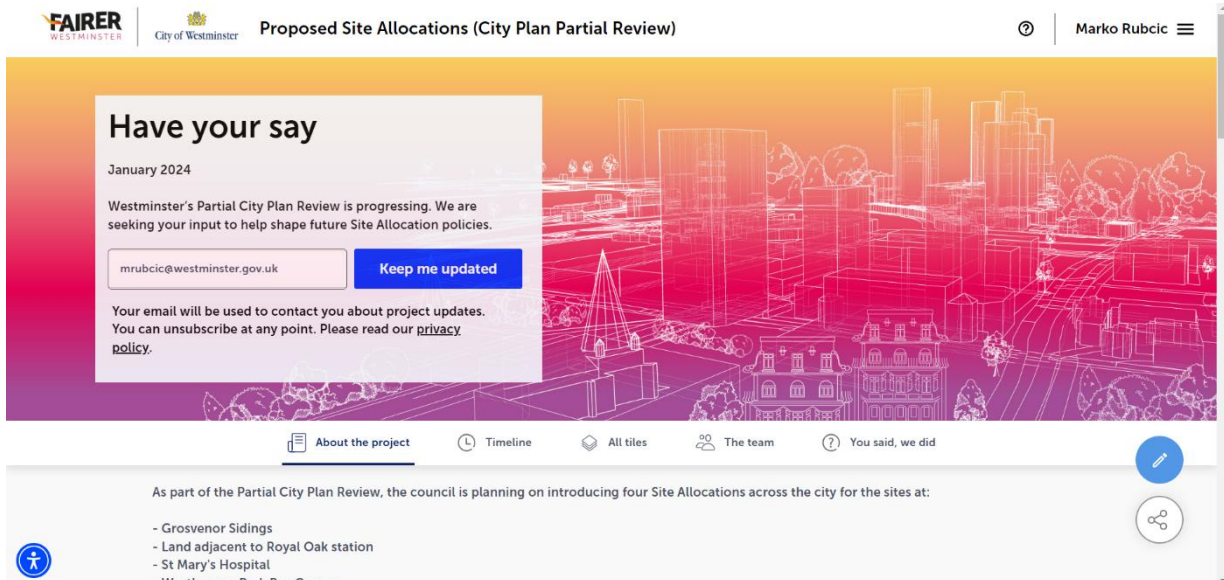 FAIRER
WESTMINSTER
City of Westminster
Proposed Site Allocations (City Plan Partial Review)
Marko Rubcic
Have your say
January 2024
Westminster's Partial City Plan Review is progressing. We are
seeking your input to help shape future Site Allocation policies.
mrubcic@westminster.gov.uk
Keep me updated
Your email will be used to contact you about project updates.
You can unsubscribe at any point. Please read our privacy
policy.
About the project
Timeline
All tiles
The team
You said, we did
As part of the Partial City Plan Review, the council is planning on introducing four Site Allocations across the city for the sites at:
- Grosvenor Sidings
- Land adjacent to Royal Oak station
- St Mary's Hospital